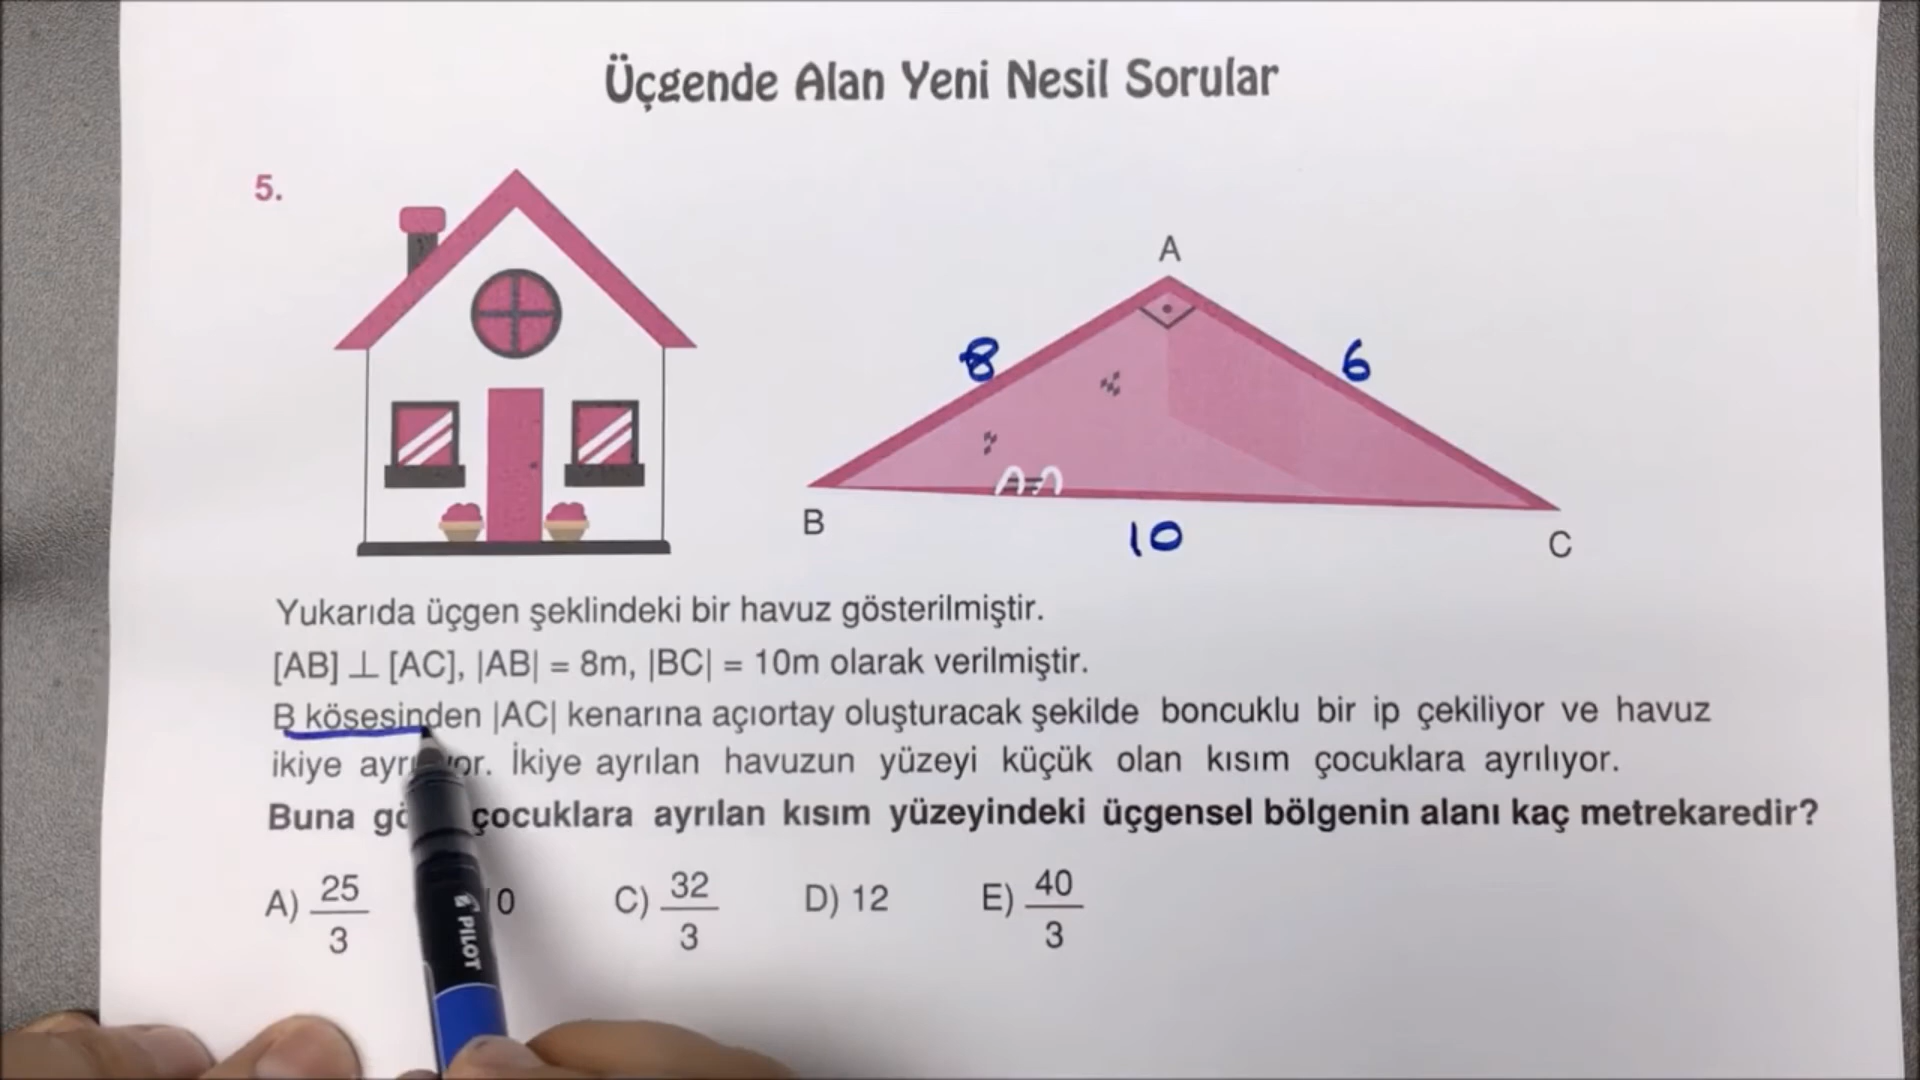 Üçgende Alan Yeni Nesil Sorular
5.
A
8
6
B
10
C
Yukarıda üçgen şeklindeki bir havuz gösterilmiştir.
[AB] ⊥ [AC], |AB| = 8m, |BC| = 10m olarak verilmiştir.
B köşesinden |AC| kenarına açıortay oluşturacak şekilde boncuklu bir ip çekiliyor ve havuz
ikiye İkiye ayrılan havuzun yüzeyi küçük olan kısım çocuklara ayrılıyor.
Buna çocuklara ayrılan kısım yüzeyindeki üçgensel bölgenin alanı kaç metrekaredir?
A) 25/3 10 C) 32/3 D) 12 E) 40/3
PILOT